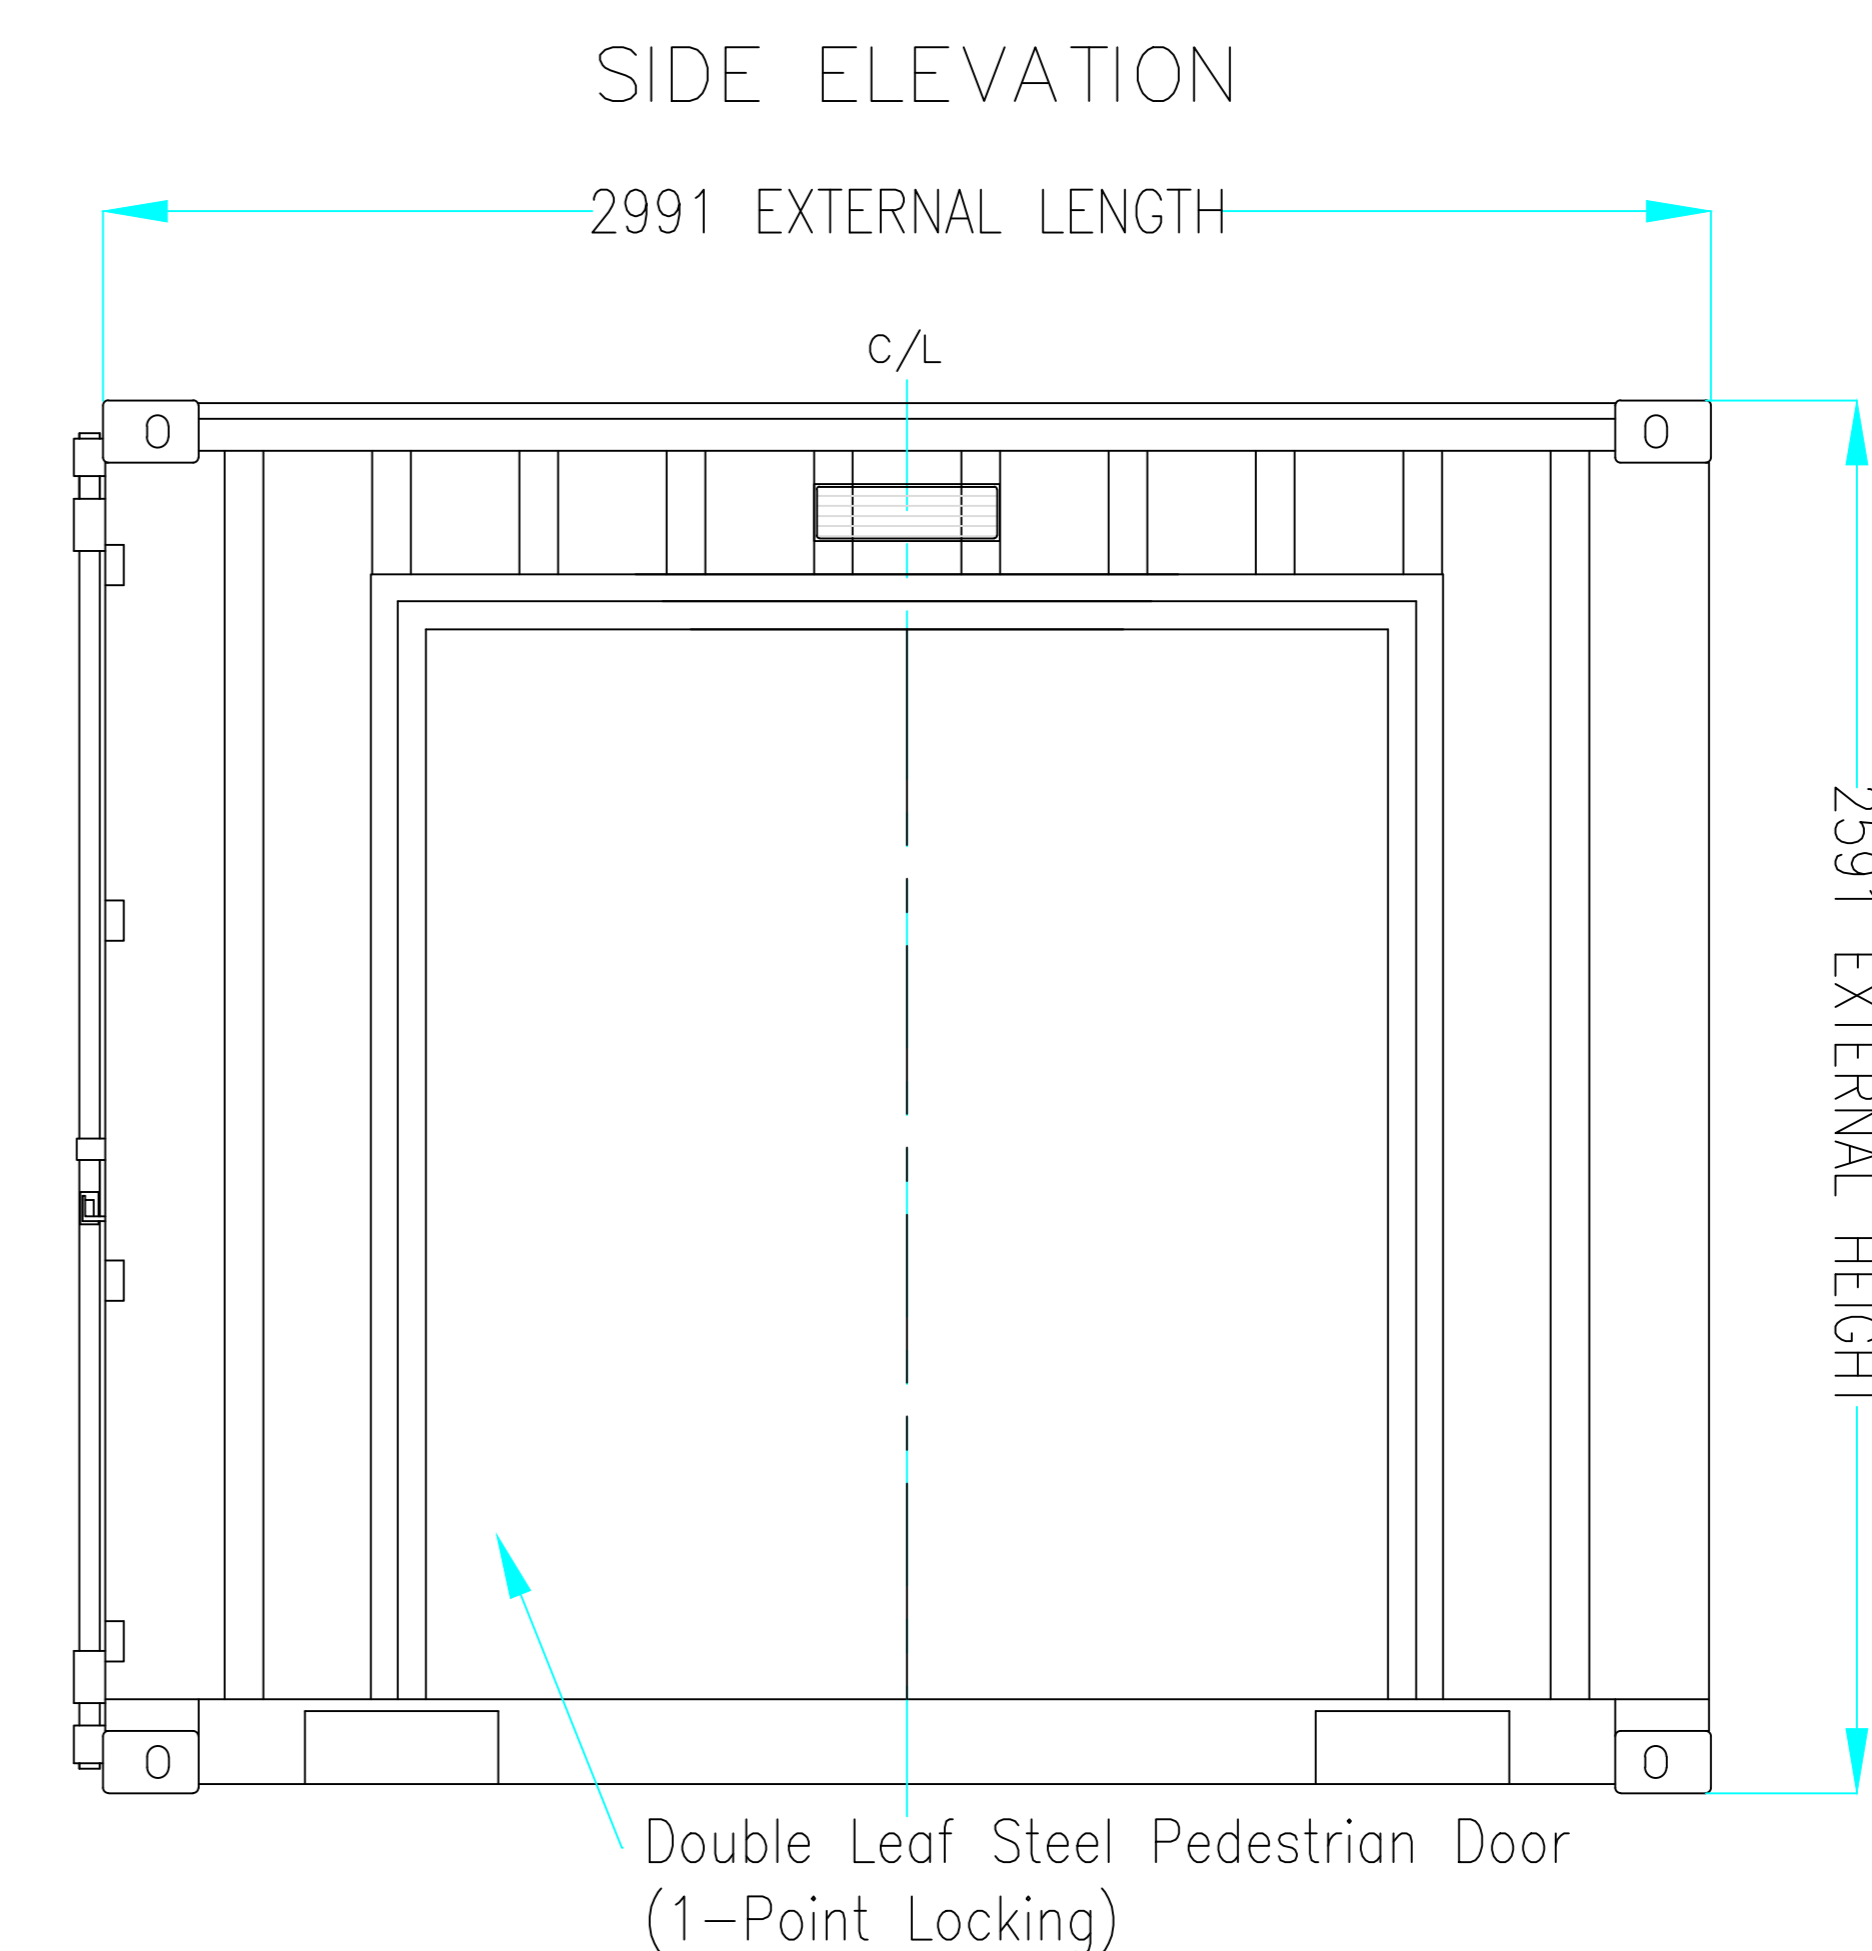 SIDE ELEVATION
2991 EXTERNAL LENGTH
C/L
2591 EXTERNAL HEIGHT
Double Leaf Steel Pedestrian Door
(1-Point Locking)